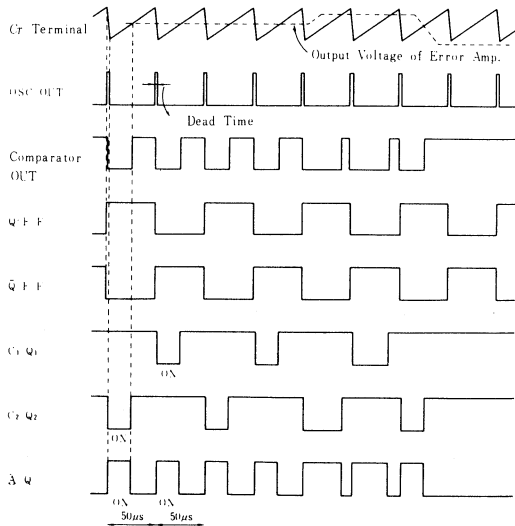 CT Terminal
Output Voltage of Error Amp.
OSC OUT
Dead Time
Comparator
OUT
Q F F
Q̄ F F
C1 Q1
ON
C2 Q2
ON
A Q
ON
ON
50μs
50μs